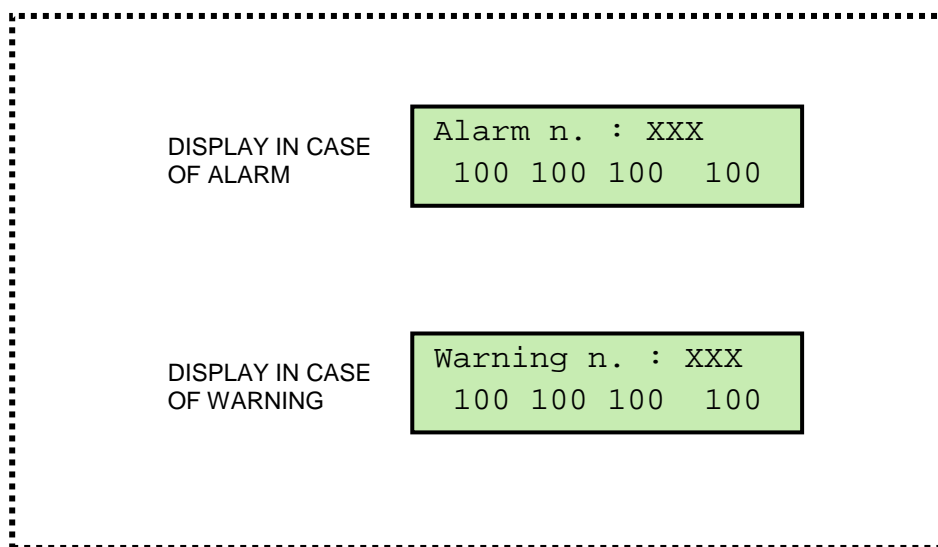 DISPLAY IN CASE
OF ALARM
Alarm n. : XXX
100 100 100 100
DISPLAY IN CASE
OF WARNING
Warning n. : XXX
100 100 100 100